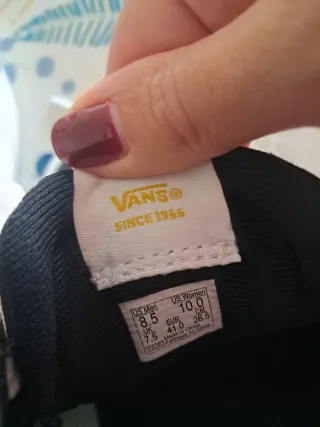 VANS®
SINCE 1966
US Men US Women
8.5 10.0
UK EUR CM
7.5 41.0 26.5